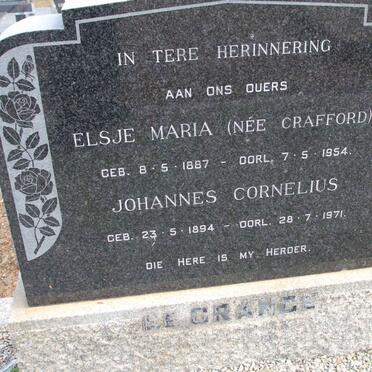 IN TERE HERINNERING
AAN ONS OUERS
ELSJE MARIA (NÉE CRAFFORD)
GEB. 8·5·1887 – OORL. 7·5·1954.
JOHANNES CORNELIUS
GEB. 23·5·1894 – OORL. 28·7·1971.
DIE HERE IS MY HERDER.
LE GRANGE